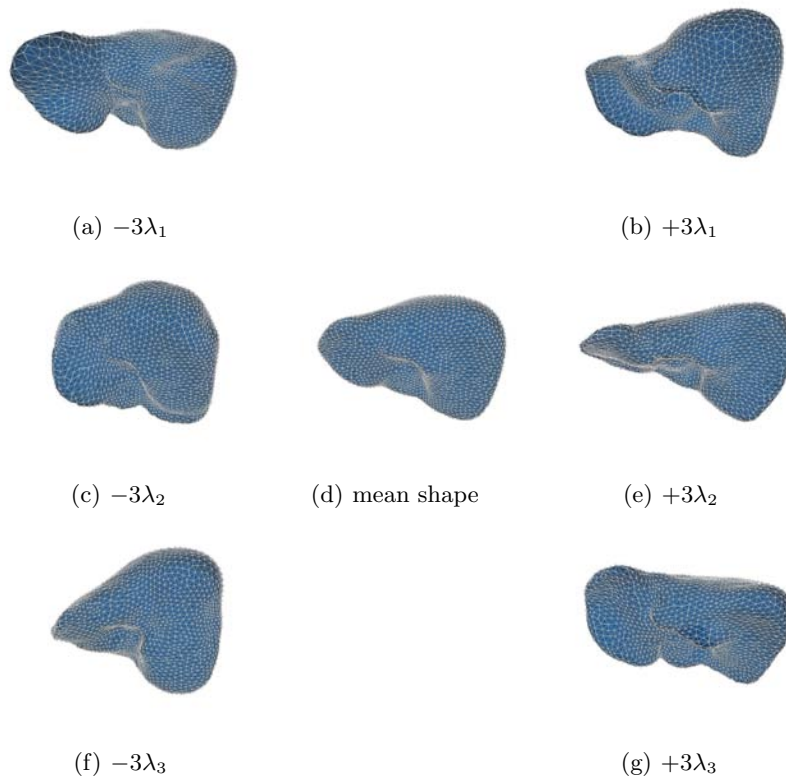 (a) −3λ₁
(b) +3λ₁
(c) −3λ₂
(d) mean shape
(e) +3λ₂
(f) −3λ₃
(g) +3λ₃